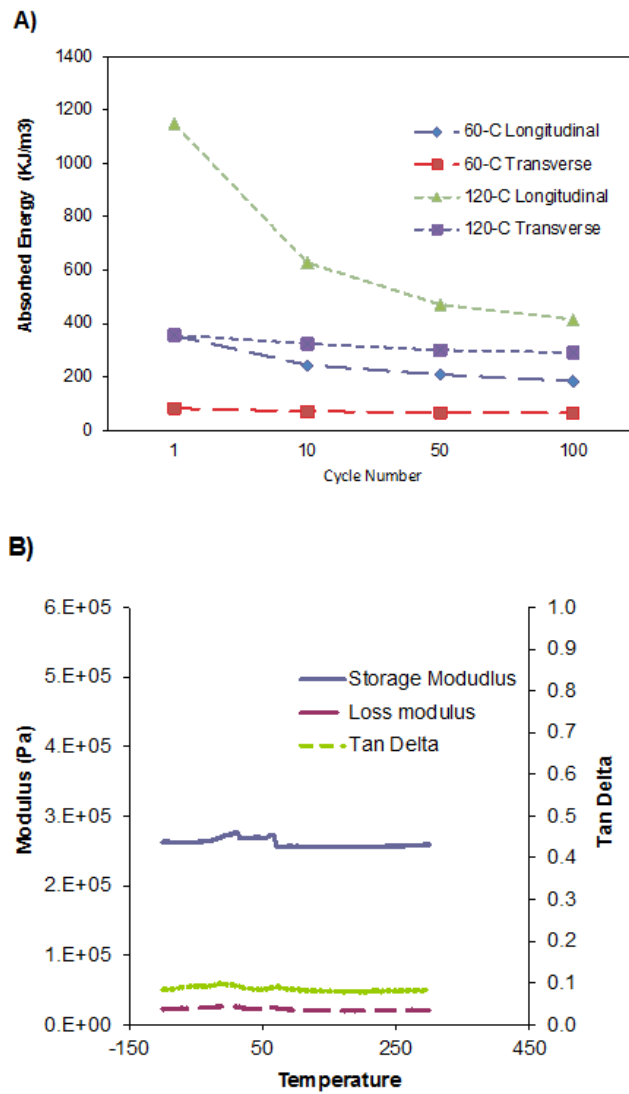 A)
1400
1200
1000
800
600
400
200
0
Absorbed Energy (KJ/m3)
60-C Longitudinal
60-C Transverse
120-C Longitudinal
120-C Transverse
1 10 50 100
Cycle Number
B)
6.E+05
5.E+05
4.E+05
3.E+05
2.E+05
1.E+05
0.E+00
Modulus (Pa)
Storage Modudlus
Loss modulus
Tan Delta
1.0
0.9
0.8
0.7
0.6
0.5
0.4
0.3
0.2
0.1
0.0
Tan Delta
-150 50 250 450
Temperature